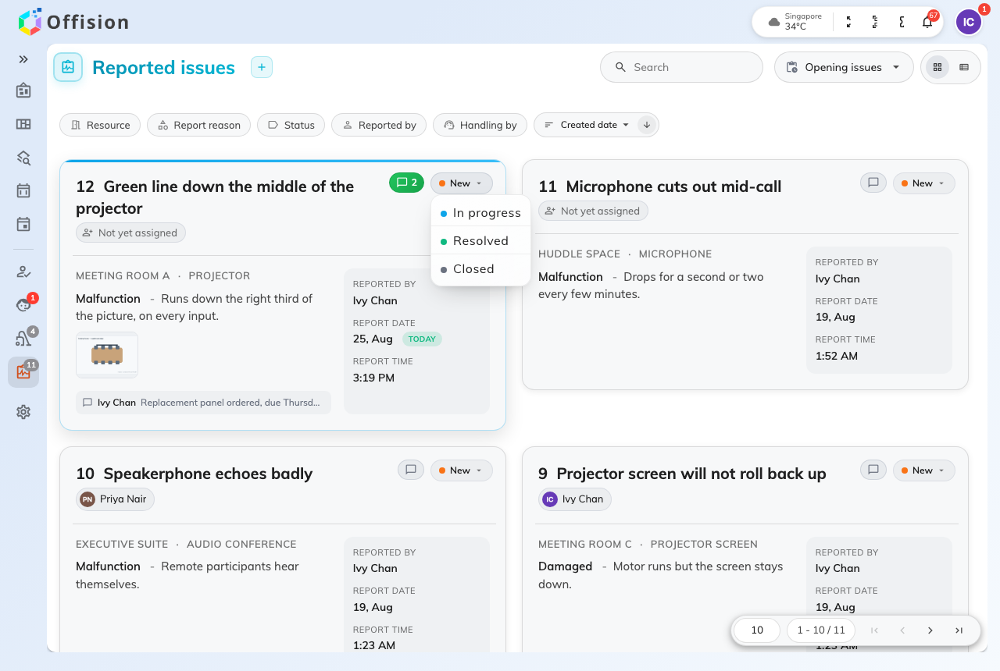 Offision
Singapore
34°C
67
IC
1
Reported issues
Search
Opening issues
Resource
Report reason
Status
Reported by
Handling by
Created date
1
4
11
12 Green line down the middle of the projector
2
New
Not yet assigned
In progress
Resolved
Closed
MEETING ROOM A · PROJECTOR
Malfunction - Runs down the right third of
the picture, on every input.
Ivy Chan Replacement panel ordered, due Thursd...
REPORTED BY
Ivy Chan
REPORT DATE
25, Aug TODAY
REPORT TIME
3:19 PM
11 Microphone cuts out mid-call
New
Not yet assigned
HUDDLE SPACE · MICROPHONE
Malfunction - Drops for a second or two
every few minutes.
REPORTED BY
Ivy Chan
REPORT DATE
19, Aug
REPORT TIME
1:52 AM
10 Speakerphone echoes badly
New
PN Priya Nair
EXECUTIVE SUITE · AUDIO CONFERENCE
Malfunction - Remote participants hear
themselves.
REPORTED BY
Ivy Chan
REPORT DATE
19, Aug
REPORT TIME
1:23 AM
9 Projector screen will not roll back up
New
IC Ivy Chan
MEETING ROOM C · PROJECTOR SCREEN
Damaged - Motor runs but the screen stays
down.
REPORTED BY
Ivy Chan
REPORT DATE
19, Aug
10
1 - 10 / 11